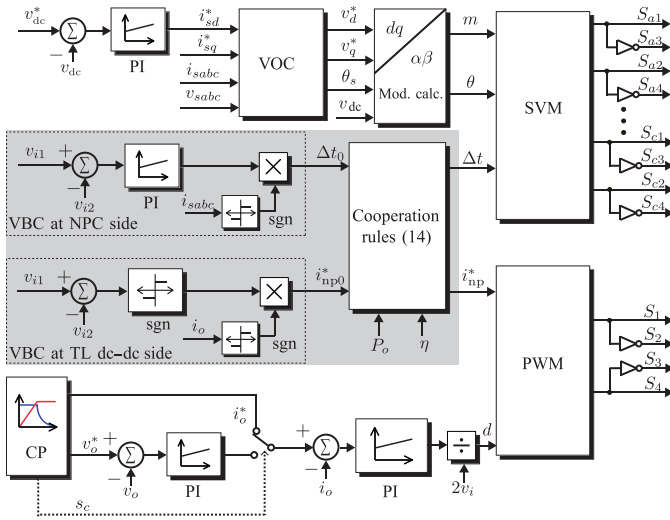 v*dc
Σ
−
vdc
PI
i*sd
i*sq
isabc
vsabc
VOC
v*d
v*q
θs
vdc
dq
αβ
Mod. calc.
m
θ
SVM
Sa1
Sa3
Sa2
Sa4
Sc1
Sc3
Sc2
Sc4
vi1
+
Σ
−
vi2
PI
×
isabc
sgn
Δt0
VBC at NPC side
Cooperation
rules (14)
Δt
vi1
+
Σ
−
vi2
sgn
×
io
sgn
i*np0
VBC at TL dc−dc side
Po
η
i*np
PWM
S1
S2
S3
S4
CP
v*o
+
Σ
−
vo
PI
i*o
sc
+
Σ
−
io
PI
÷
d
2vi